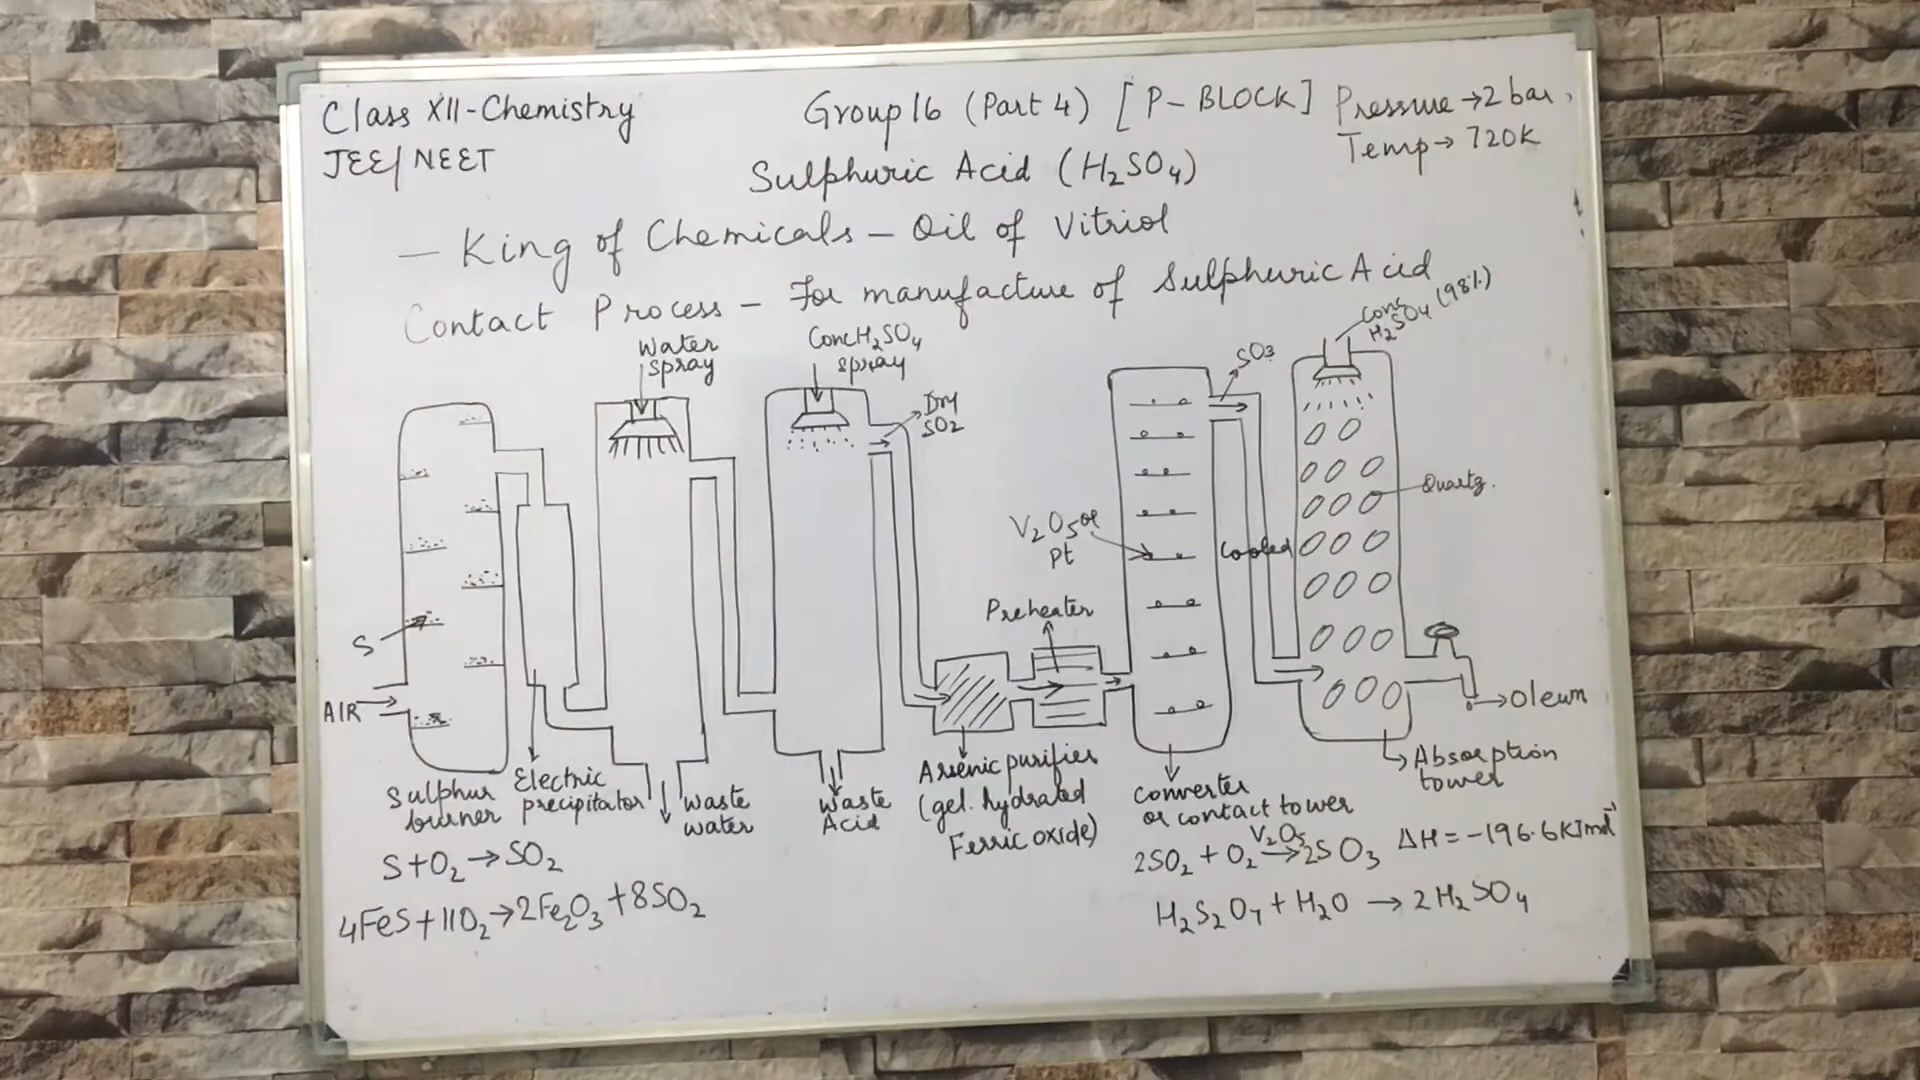 Class XII-Chemistry
JEE/NEET
Group 16 (Part 4) [P-BLOCK]
Pressure → 2 bar,
Temp → 720K
Sulphuric Acid (H₂SO₄)
— King of Chemicals – Oil of Vitriol
Contact Process – For manufacture of Sulphuric Acid
Water
spray
Conc H₂SO₄
spray
Dry
SO₂
SO₃
Conc
H₂SO₄ (98%)
Quartz.
V₂O₅ or
Pt
Cooled
Preheater
S
AIR
Oleum
Sulphur
burner
Electric
precipitator
Waste
water
Waste
Acid
Arsenic purifier
(gel. hydrated
Ferric oxide)
Converter
or contact tower
Absorption
tower
S + O₂ → SO₂
4FeS + 11O₂ → 2Fe₂O₃ + 8SO₂
V₂O₅
2SO₂ + O₂ → 2SO₃ ΔH = -196.6 KJ mol⁻¹
H₂S₂O₇ + H₂O → 2H₂SO₄